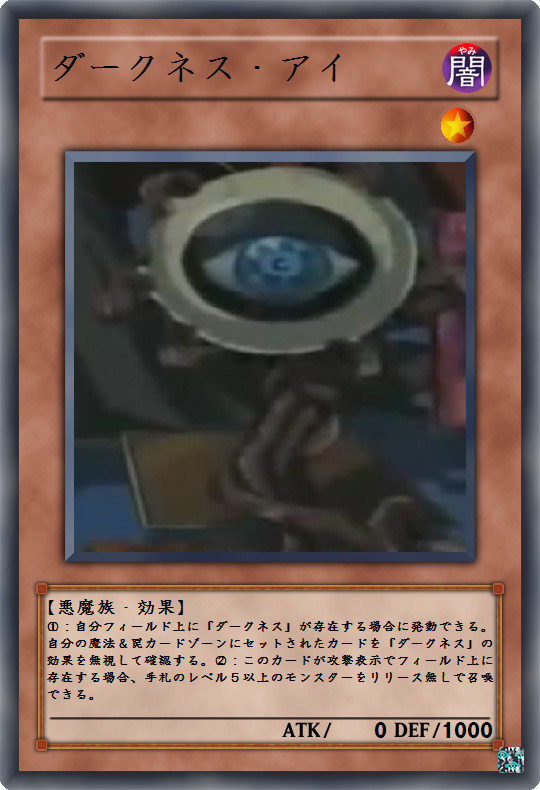 ダークネス・アイ
やみ
闇
【悪魔族‐効果】
①：自分フィールド上に「ダークネス」が存在する場合に発動できる。
自分の魔法＆罠カードゾーンにセットされたカードを「ダークネス」の
効果を無視して確認する。②：このカードが攻撃表示でフィールド上に
存在する場合、手札のレベル５以上のモンスターをリリース無しで召喚
できる。
ATK/ 0 DEF/1000